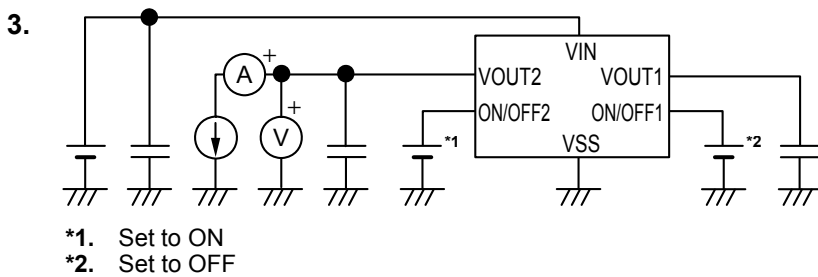 3.
VIN
A +
VOUT2 VOUT1
+
ON/OFF2 ON/OFF1
V *1 *2
VSS
*1. Set to ON
*2. Set to OFF